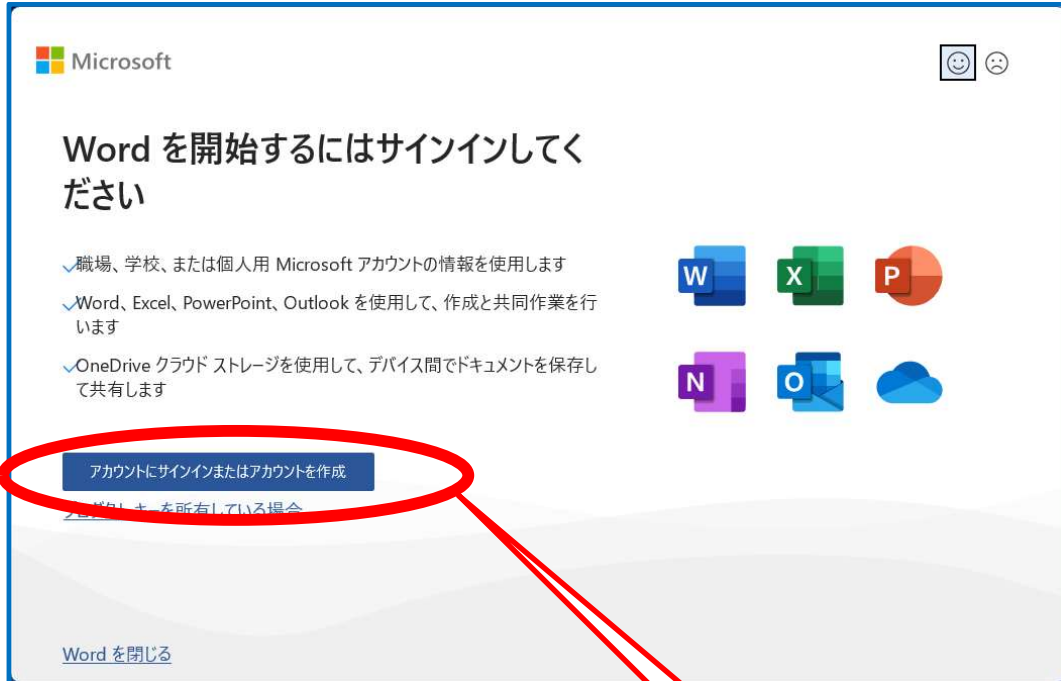 Microsoft
Word を開始するにはサインインしてく
ださい
職場、学校、または個人用 Microsoft アカウントの情報を使用します
Word、Excel、PowerPoint、Outlook を使用して、作成と共同作業を行
います
OneDrive クラウド ストレージを使用して、デバイス間でドキュメントを保存し
て共有します
W
X
P
N
O
アカウントにサインインまたはアカウントを作成
プロダクト キーを所有している場合
Word を閉じる